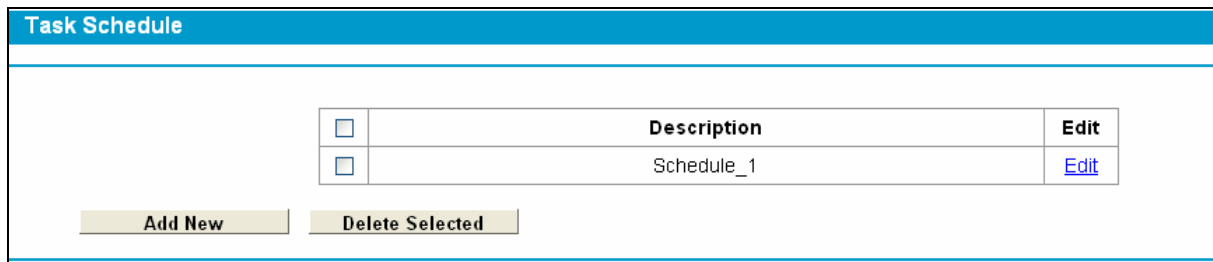 Task Schedule
Description Edit
Schedule_1 Edit
Add New Delete Selected